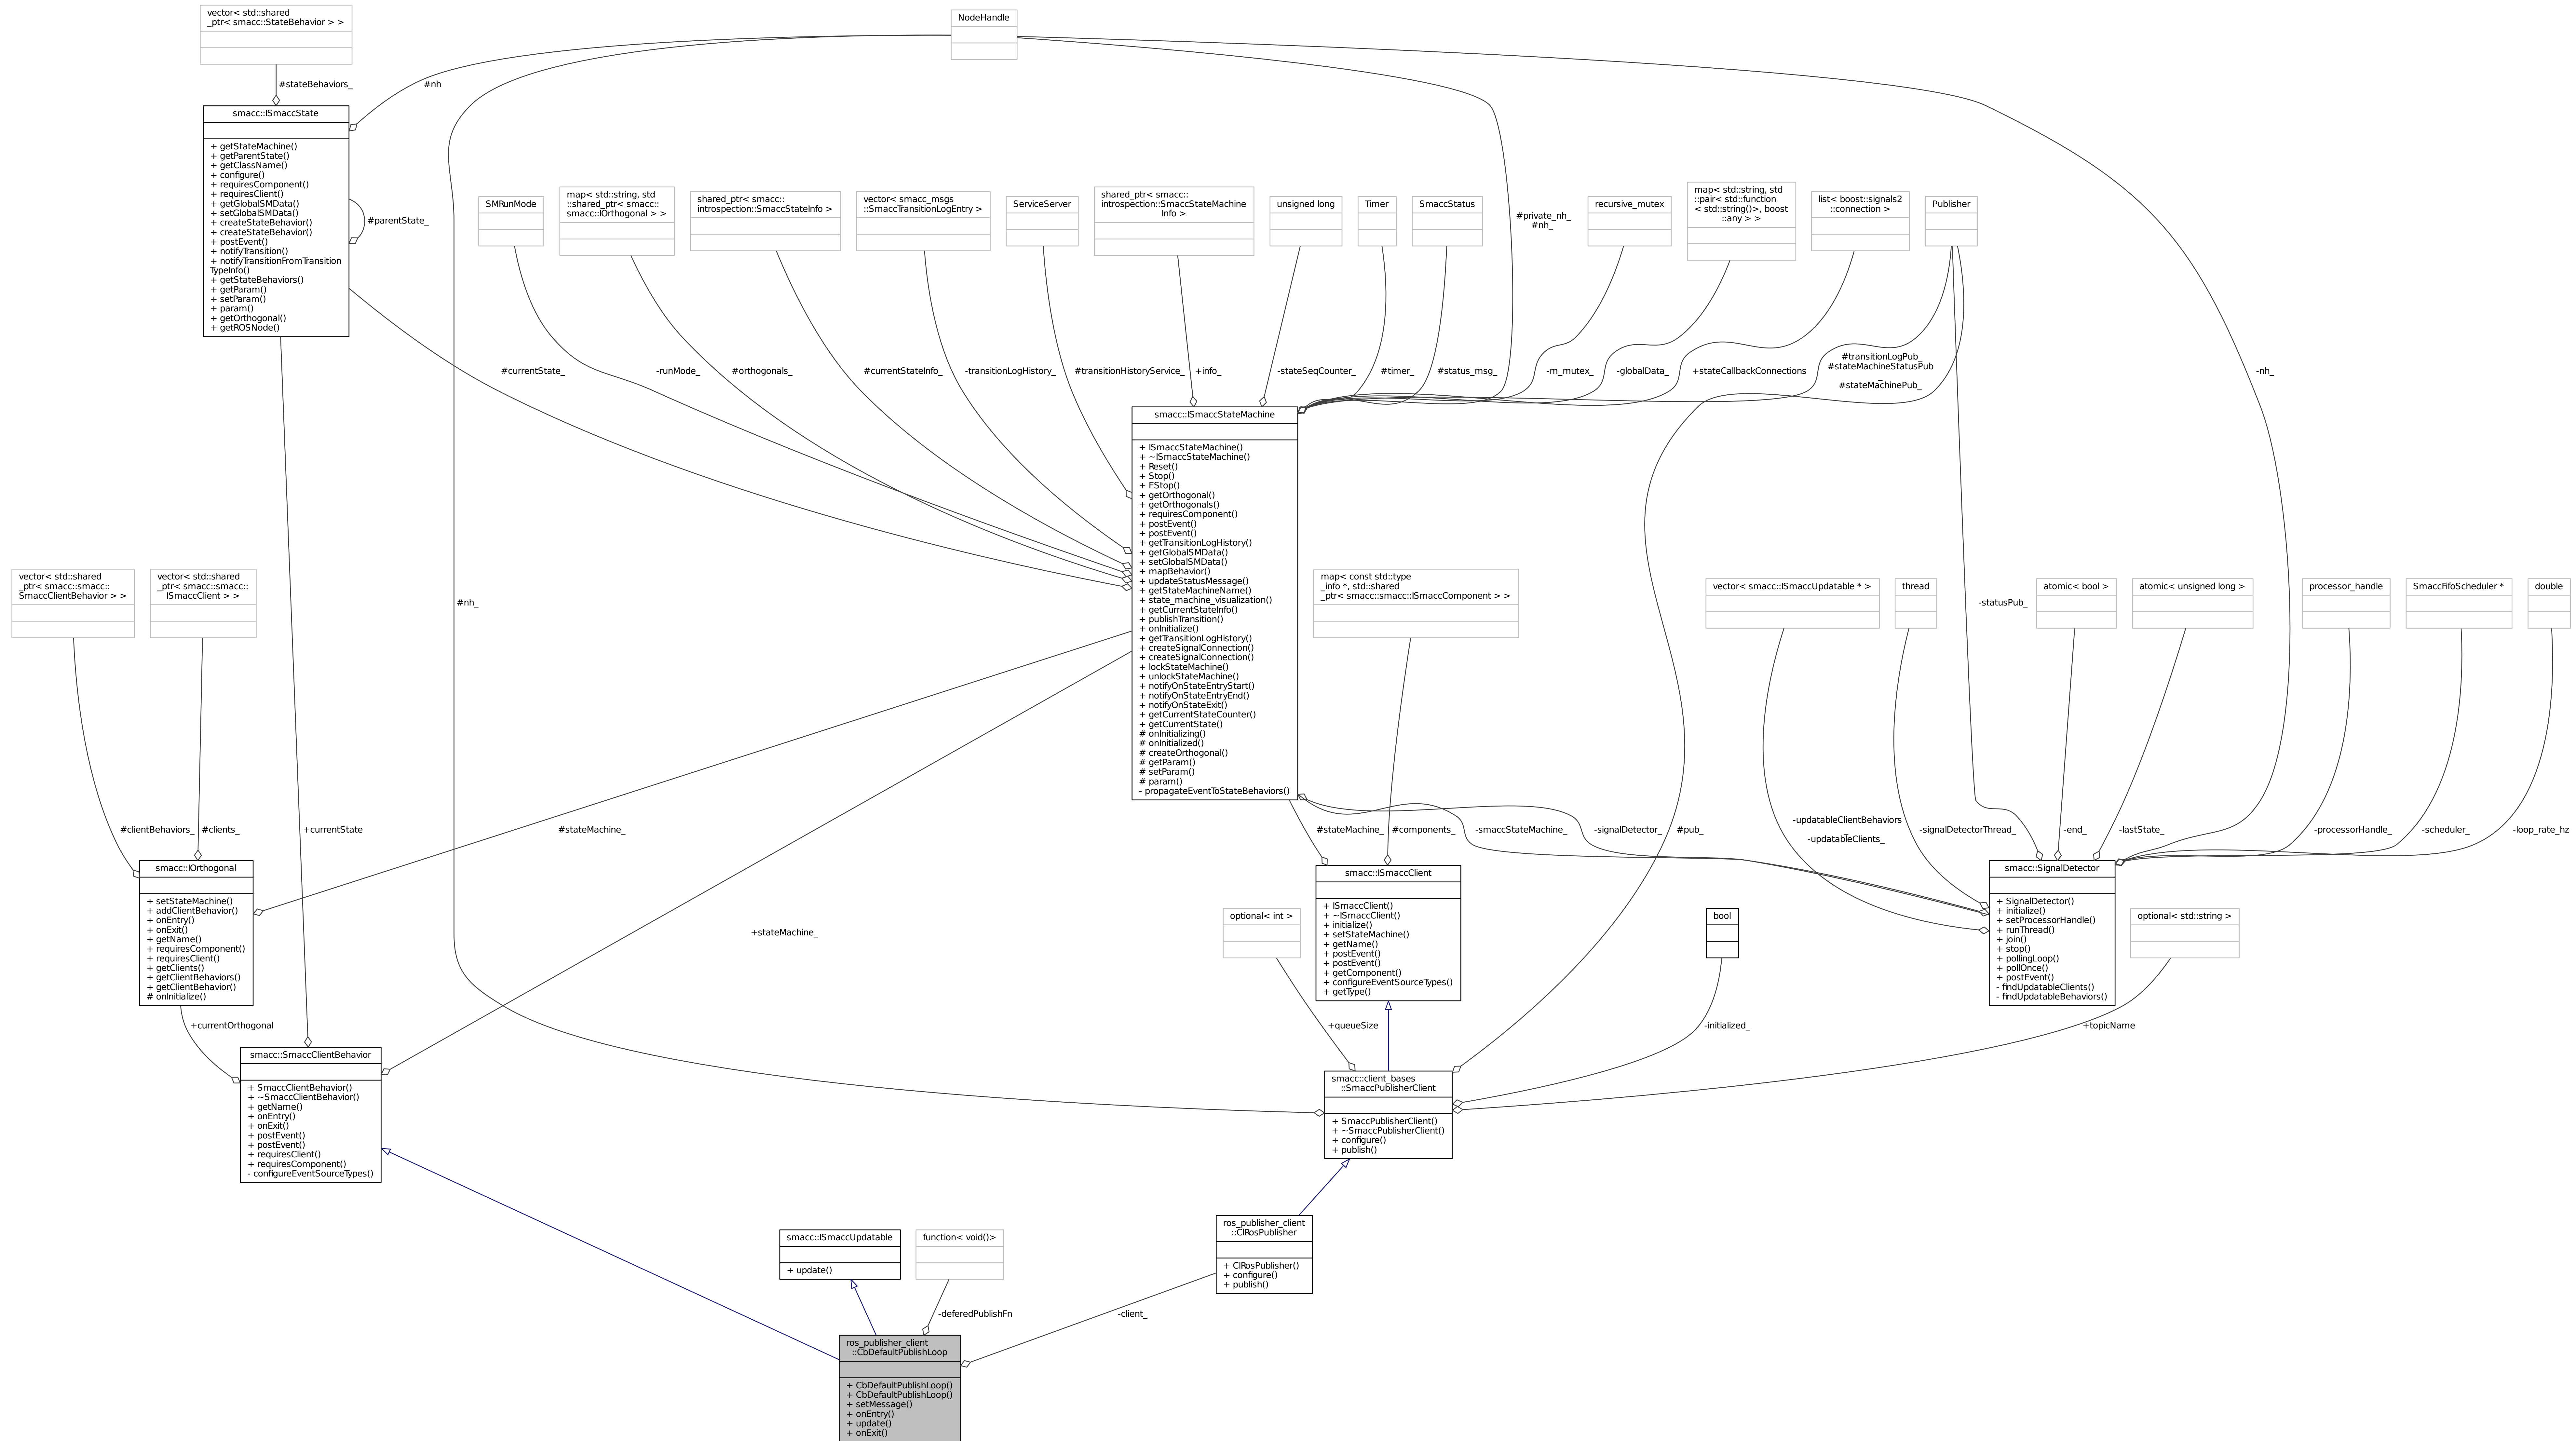 vector< std::shared
_ptr< smacc::StateBehavior > >
NodeHandle
#stateBehaviors_
#nh
smacc::ISmaccState
+ getStateMachine()
+ getParentState()
+ getClassName()
+ configure()
+ requiresComponent()
+ requiresClient()
+ getGlobalSMData()
+ setGlobalSMData()
+ createStateBehavior()
+ createStateBehavior()
+ postEvent()
+ notifyTransition()
+ notifyTransitionFromTransition
TypeInfo()
+ getStateBehaviors()
+ getParam()
+ setParam()
+ param()
+ getOrthogonal()
+ getROSNode()
#parentState_
SMRunMode
map< std::string, std
::shared_ptr< smacc::
smacc::IOrthogonal > >
shared_ptr< smacc::
introspection::SmaccStateInfo >
vector< smacc_msgs
::SmaccTransitionLogEntry >
ServiceServer
shared_ptr< smacc::
introspection::SmaccStateMachine
Info >
unsigned long
Timer
SmaccStatus
#private_nh_
#nh_
recursive_mutex
map< std::string, std
::pair< std::function
< std::string()>, boost
::any > >
list< boost::signals2
::connection >
Publisher
#currentState_
-runMode_
#orthogonals_
#currentStateInfo_
-transitionLogHistory_
#transitionHistoryService_
+info_
-stateSeqCounter_
#timer_
#status_msg_
-m_mutex_
-globalData_
+stateCallbackConnections
#transitionLogPub_
#stateMachineStatusPub
_
#stateMachinePub_
-nh_
smacc::ISmaccStateMachine
+ ISmaccStateMachine()
+ ~ISmaccStateMachine()
+ Reset()
+ Stop()
+ EStop()
+ getOrthogonal()
+ getOrthogonals()
+ requiresComponent()
+ postEvent()
+ postEvent()
+ getTransitionLogHistory()
+ getGlobalSMData()
+ setGlobalSMData()
+ mapBehavior()
+ updateStatusMessage()
+ getStateMachineName()
+ state_machine_visualization()
+ getCurrentStateInfo()
+ publishTransition()
+ onInitialize()
+ getTransitionLogHistory()
+ createSignalConnection()
+ createSignalConnection()
+ lockStateMachine()
+ unlockStateMachine()
+ notifyOnStateEntryStart()
+ notifyOnStateEntryEnd()
+ notifyOnStateExit()
+ getCurrentStateCounter()
+ getCurrentState()
# onInitializing()
# onInitialized()
# createOrthogonal()
# getParam()
# setParam()
# param()
- propagateEventToStateBehaviors()
vector< std::shared
_ptr< smacc::smacc::
SmaccClientBehavior > >
vector< std::shared
_ptr< smacc::smacc::
ISmaccClient > >
#nh_
map< const std::type
_info *, std::shared
_ptr< smacc::smacc::ISmaccComponent > >
vector< smacc::ISmaccUpdatable * >
thread
-statusPub_
atomic< bool >
atomic< unsigned long >
processor_handle
SmaccFifoScheduler *
double
#clientBehaviors_
#clients_
+currentState
#stateMachine_
#stateMachine_
#components_
-smaccStateMachine_
-signalDetector_
#pub_
-updatableClientBehaviors
_
-updatableClients_
-signalDetectorThread_
-end_
-lastState_
-processorHandle_
-scheduler_
-loop_rate_hz
smacc::IOrthogonal
+ setStateMachine()
+ addClientBehavior()
+ onEntry()
+ onExit()
+ getName()
+ requiresComponent()
+ requiresClient()
+ getClients()
+ getClientBehaviors()
+ getClientBehavior()
# onInitialize()
+stateMachine_
optional< int >
smacc::ISmaccClient
+ ISmaccClient()
+ ~ISmaccClient()
+ initialize()
+ setStateMachine()
+ getName()
+ postEvent()
+ postEvent()
+ getComponent()
+ configureEventSourceTypes()
+ getType()
bool
smacc::SignalDetector
+ SignalDetector()
+ initialize()
+ setProcessorHandle()
+ runThread()
+ join()
+ stop()
+ pollingLoop()
+ pollOnce()
+ postEvent()
- findUpdatableClients()
- findUpdatableBehaviors()
optional< std::string >
+currentOrthogonal
+queueSize
-initialized_
+topicName
smacc::SmaccClientBehavior
+ SmaccClientBehavior()
+ ~SmaccClientBehavior()
+ getName()
+ onEntry()
+ onExit()
+ postEvent()
+ postEvent()
+ requiresClient()
+ requiresComponent()
- configureEventSourceTypes()
smacc::client_bases
::SmaccPublisherClient
+ SmaccPublisherClient()
+ ~SmaccPublisherClient()
+ configure()
+ publish()
smacc::ISmaccUpdatable
+ update()
function< void()>
ros_publisher_client
::ClRosPublisher
+ ClRosPublisher()
+ configure()
+ publish()
-deferedPublishFn
-client_
ros_publisher_client
::CbDefaultPublishLoop
+ CbDefaultPublishLoop()
+ CbDefaultPublishLoop()
+ setMessage()
+ onEntry()
+ update()
+ onExit()